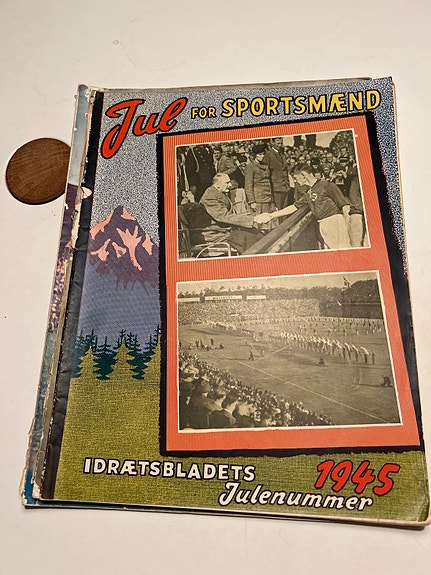 Jul FOR SPORTSMÆND
IDRÆTSBLADETS 1945
Julenummer